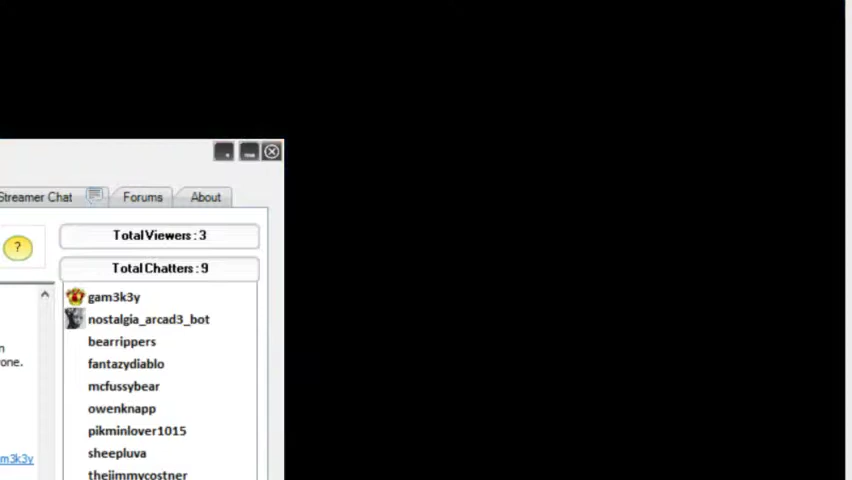 Streamer Chat Forums About
?
Total Viewers : 3
Total Chatters : 9
gam3k3y
nostalgia_arcad3_bot
bearrippers
fantazydiablo
mcfussybear
owenknapp
pikminlover1015
sheepluva
thejimmycostner
n
one.
m3k3y